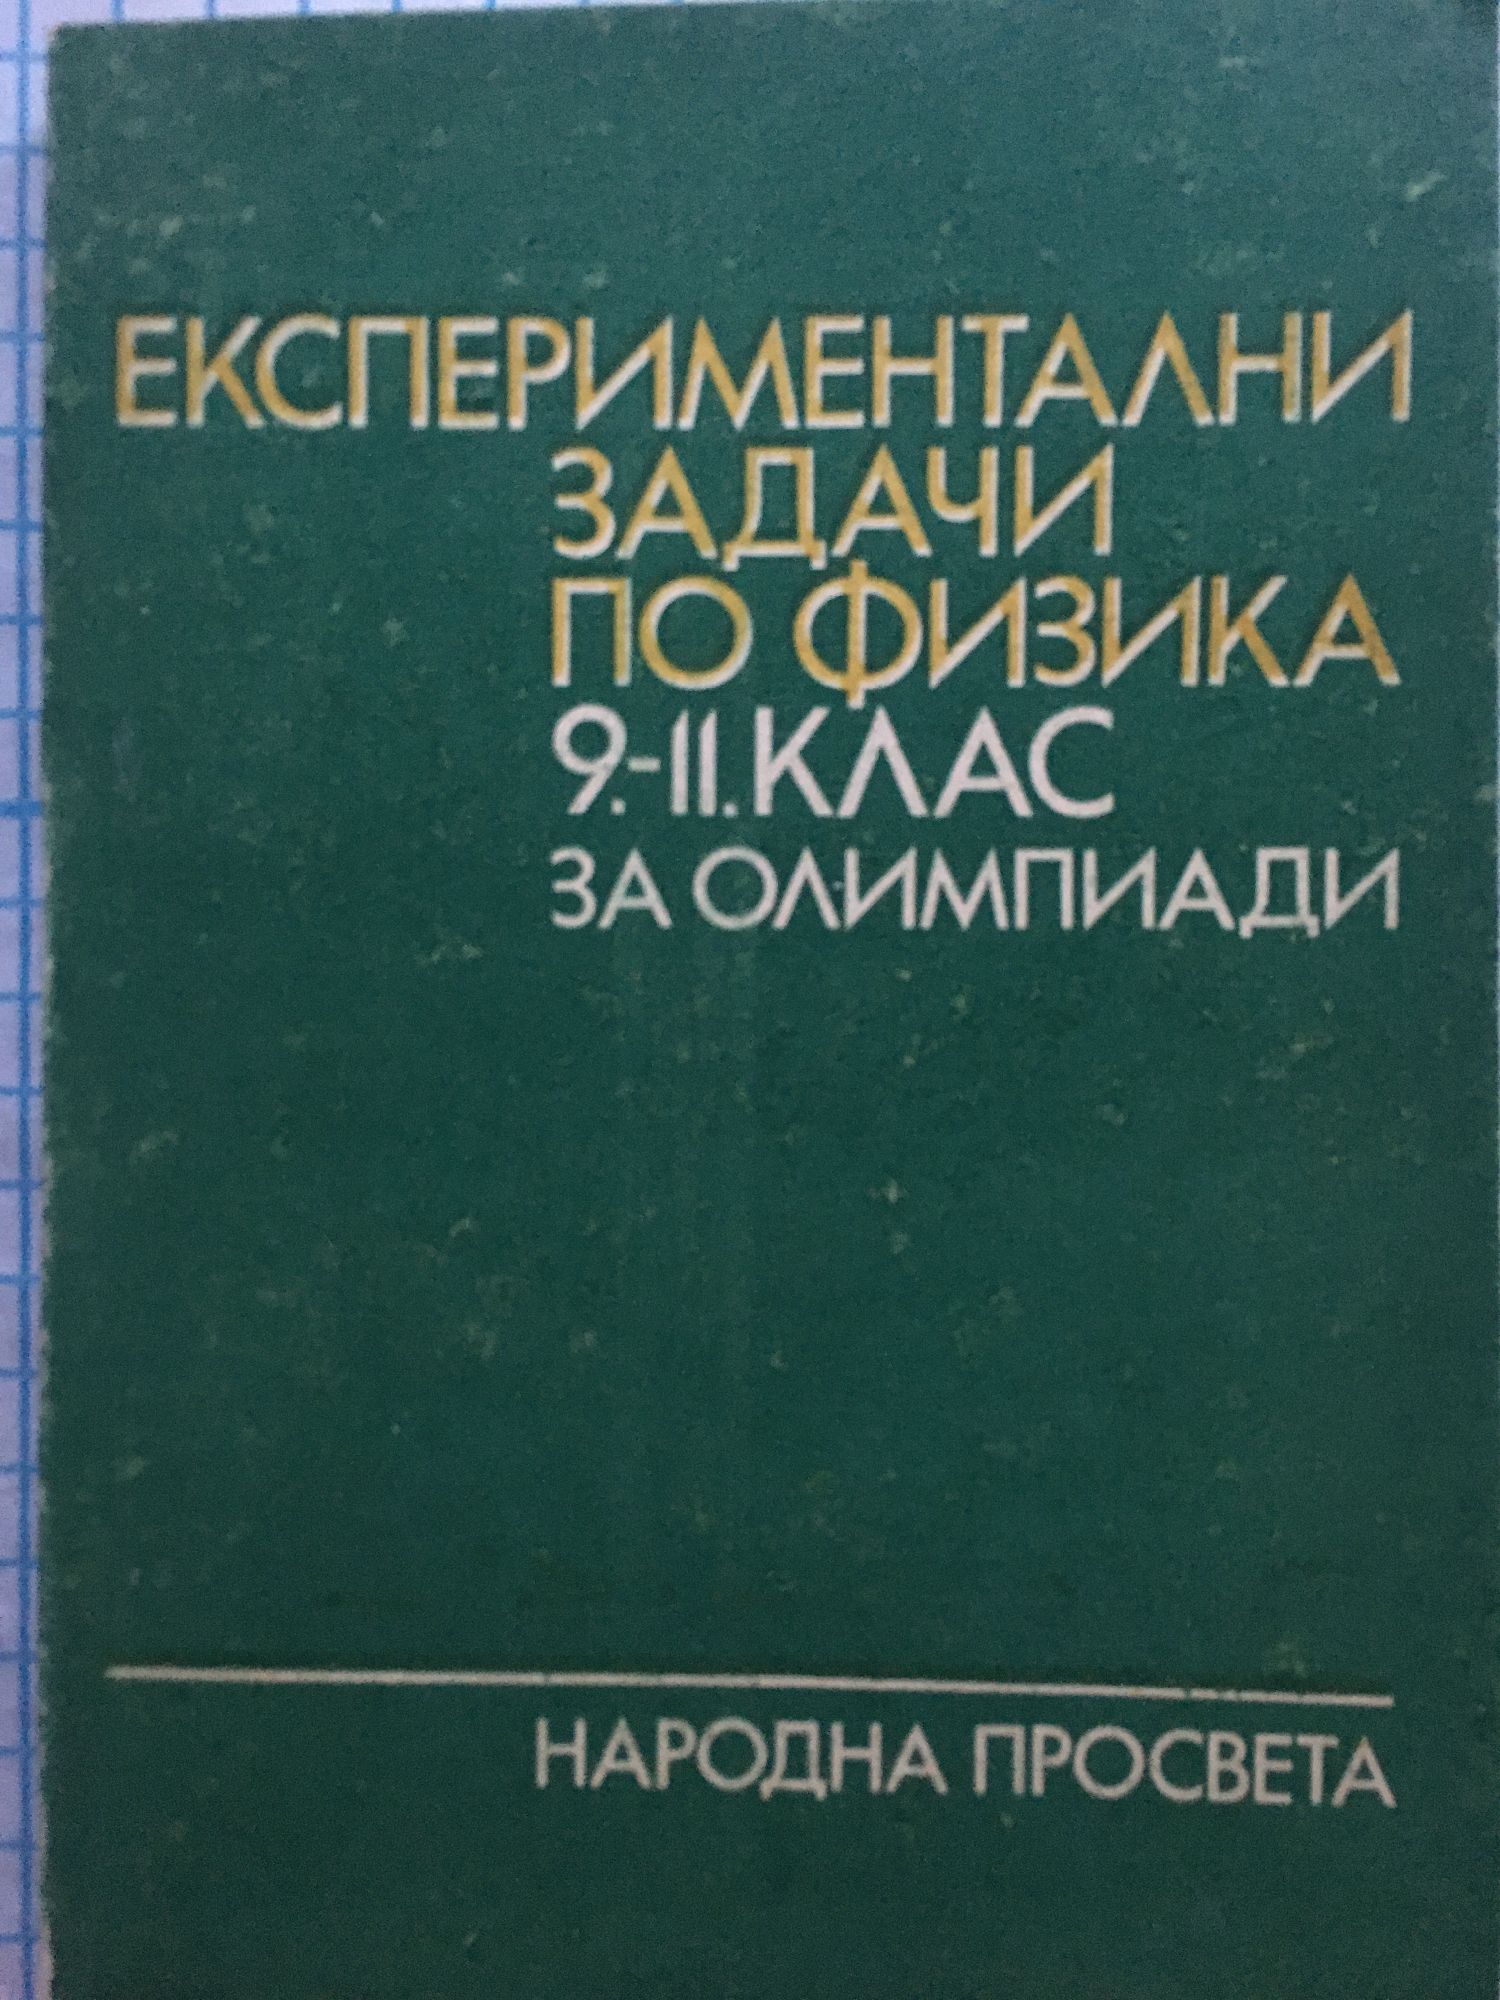 ЕКСПЕРИМЕНТАЛНИ
ЗАДАЧИ
ПО ФИЗИКА
9.-11. КЛАС
ЗА ОЛИМПИАДИ
НАРОДНА ПРОСВЕТА